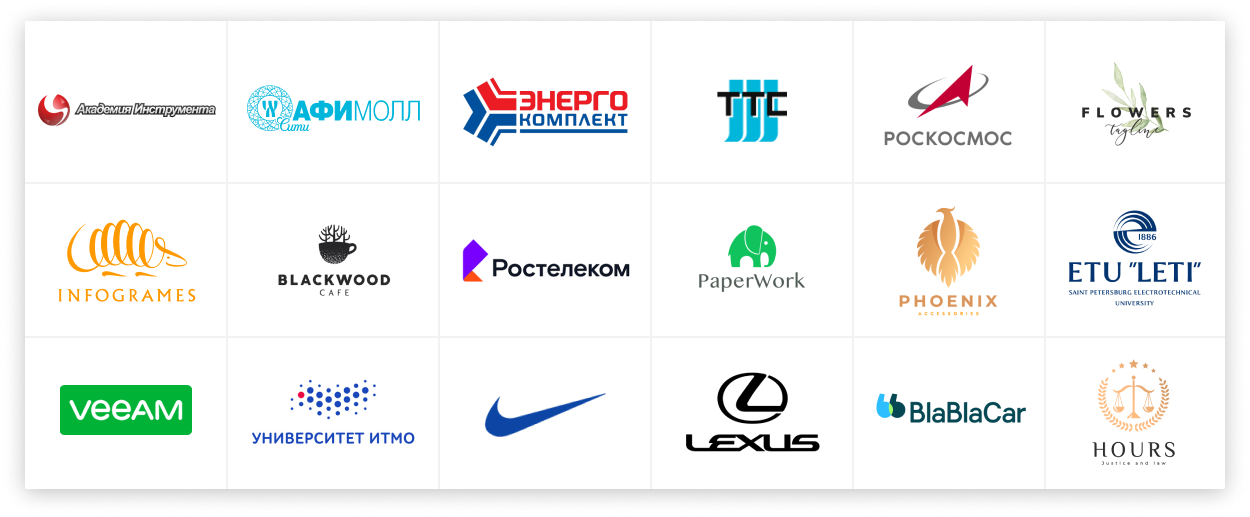 Академия Инструмента
W
АФИМОЛЛ
Сити
ЭНЕРГО
КОМПЛЕКТ
ТТС
РОСКОСМОС
FLOWERS
tagline
INFOGRAMES
BLACKWOOD
CAFE
Ростелеком
PaperWork
PHOENIX
ACCESSORIES
1886
ETU "LETI"
SAINT PETERSBURG ELECTROTECHNICAL
UNIVERSITY
veeAM
УНИВЕРСИТЕТ ИТМО
LEXUS
BlaBlaCar
HOURS
Justice and law